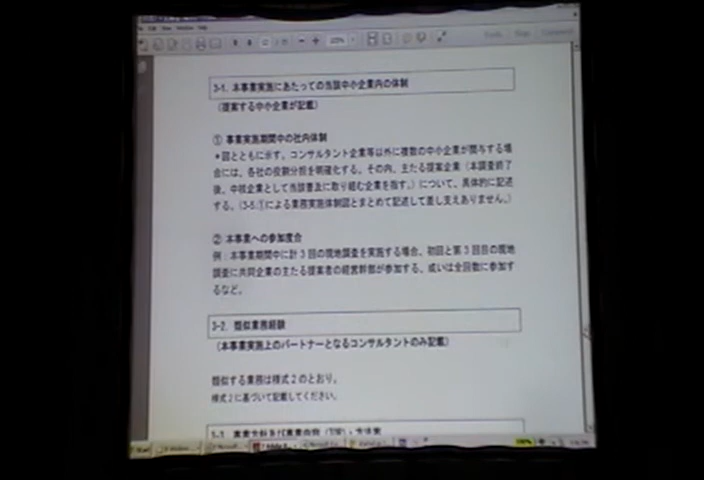 3-1. 本事業実施にあたっての当該中小企業内の体制
(提案する中小企業が記載)
① 事業実施期間中の社内体制
*図とともに示す。コンサルタント企業等以外に複数の中小企業が関与する場
合には、各社の役割分担を明確化する。その内、主たる提案企業(本調査終了
後、中核企業として当該普及に取り組む企業を指す。)について、具体的に記述
する。(3-5.①による業務実施体制図とまとめて記述して差し支えありません。)
② 本事業への参加度合
例:本事業期間中に計3回の現地調査を実施する場合、初回と第3回目の現地
調査に共同企業の主たる提案者の経営幹部が参加する、或いは全回数に参加す
るなど。
3-2. 類似業務経験
(本事業実施上のパートナーとなるコンサルタントのみ記載)
類似する業務は様式2のとおり。
様式2に基づいて記載してください。